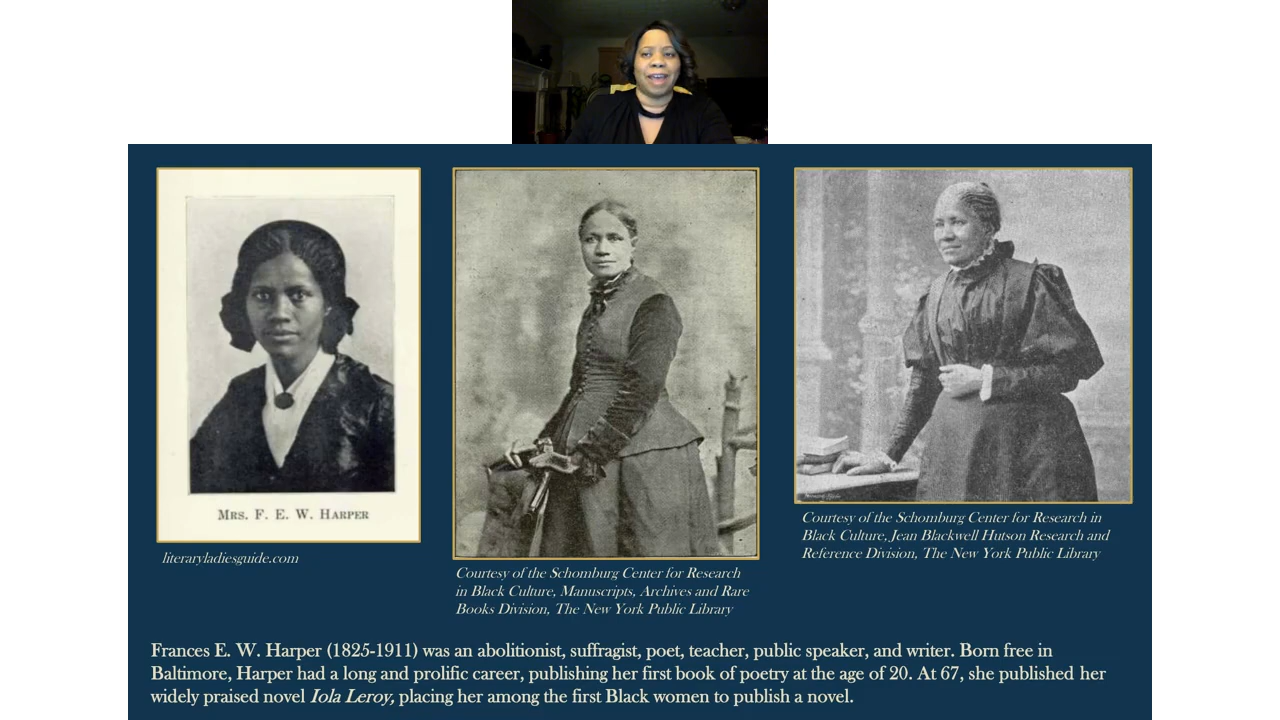 MRS. F. E. W. HARPER
literaryladiesguide.com
Courtesy of the Schomburg Center for Research
in Black Culture, Manuscripts, Archives and Rare
Books Division, The New York Public Library
Courtesy of the Schomburg Center for Research in
Black Culture, Jean Blackwell Hutson Research and
Reference Division, The New York Public Library
Frances E. W. Harper (1825-1911) was an abolitionist, suffragist, poet, teacher, public speaker, and writer. Born free in
Baltimore, Harper had a long and prolific career, publishing her first book of poetry at the age of 20. At 67, she published her
widely praised novel Iola Leroy, placing her among the first Black women to publish a novel.